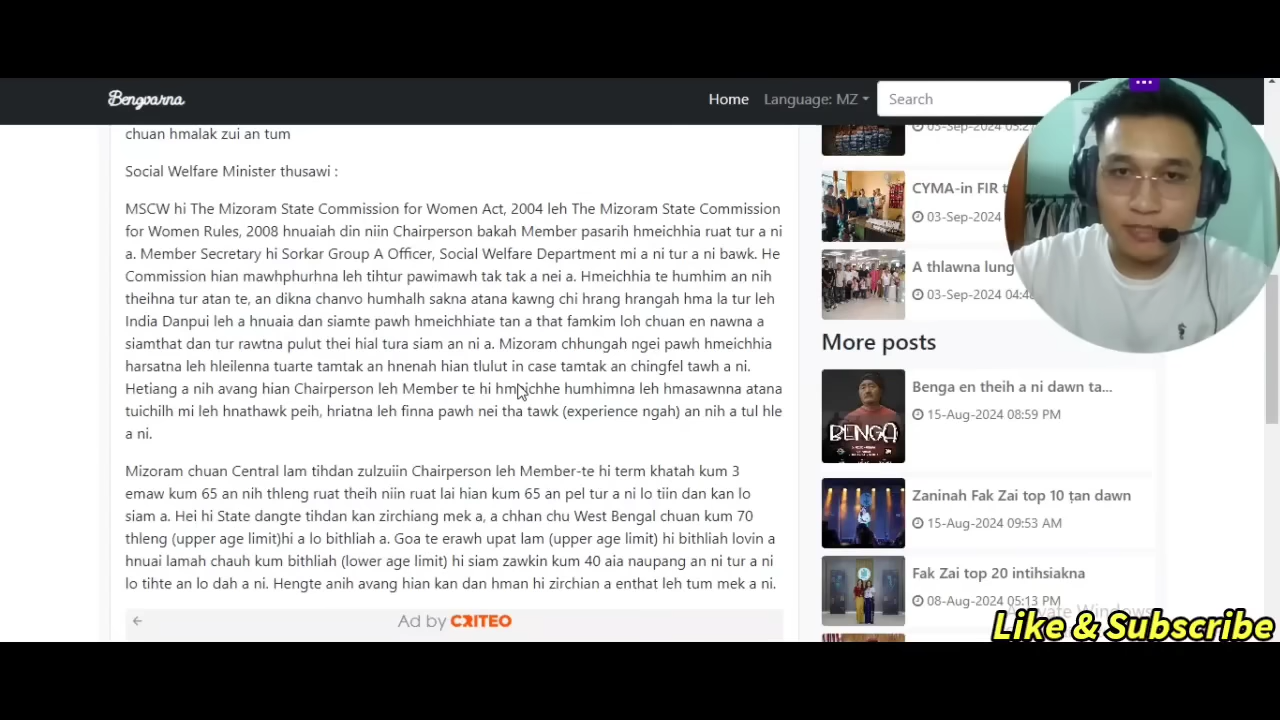 Bengvarna
Home
Language: MZ
Search
chuan hmalak zui an tum
Social Welfare Minister thusawi :
MSCW hi The Mizoram State Commission for Women Act, 2004 leh The Mizoram State Commission
for Women Rules, 2008 hnuaiah din niin Chairperson bakah Member pasarih hmeichhia ruat tur a ni
a. Member Secretary hi Sorkar Group A Officer, Social Welfare Department mi a ni tur a ni bawk. He
Commission hian mawhphurhna leh tihtur pawimawh tak tak a nei a. Hmeichhia te humhim an nih
theihna tur atan te, an dikna chanvo humhalh sakna atana kawng chi hrang hrangah hma la tur leh
India Danpui leh a hnuaia dan siamte pawh hmeichhiate tan a that famkim loh chuan en nawna a
siamthat dan tur rawtna pulut thei hial tura siam an ni a. Mizoram chhungah ngei pawh hmeichhia
harsatna leh hleilenna tuarte tamtak an hnenah hian tlulut in case tamtak an chingfel tawh a ni.
Hetiang a nih avang hian Chairperson leh Member te hi hmeichhe humhimna leh hmasawnna atana
tuichilh mi leh hnathawk peih, hriatna leh finna pawh nei tha tawk (experience ngah) an nih a tul hle
a ni.
Mizoram chuan Central lam tihdan zulzuiin Chairperson leh Member-te hi term khatah kum 3
emaw kum 65 an nih thleng ruat theih niin ruat lai hian kum 65 an pel tur a ni lo tiin dan kan lo
siam a. Hei hi State dangte tihdan kan zirchiang mek a, a chhan chu West Bengal chuan kum 70
thleng (upper age limit)hi a lo bithliah a. Goa te erawh upat lam (upper age limit) hi bithliah lovin a
hnuai lamah chauh kum bithliah (lower age limit) hi siam zawkin kum 40 aia naupang an ni tur a ni
lo tihte an lo dah a ni. Hengte anih avang hian kan dan hman hi zirchian a enthat leh tum mek a ni.
Ad by CRITEO
03-Sep-2024 05:2
CYMA-in FIR
03-Sep-2024
A thlawna lung
03-Sep-2024 04:4
More posts
Benga en theih a ni dawn ta...
15-Aug-2024 08:59 PM
BENGA
Zaninah Fak Zai top 10 ṭan dawn
15-Aug-2024 09:53 AM
Fak Zai top 20 intihsiakna
08-Aug-2024 05:13 PM
Activate Windows
Like & Subscribe